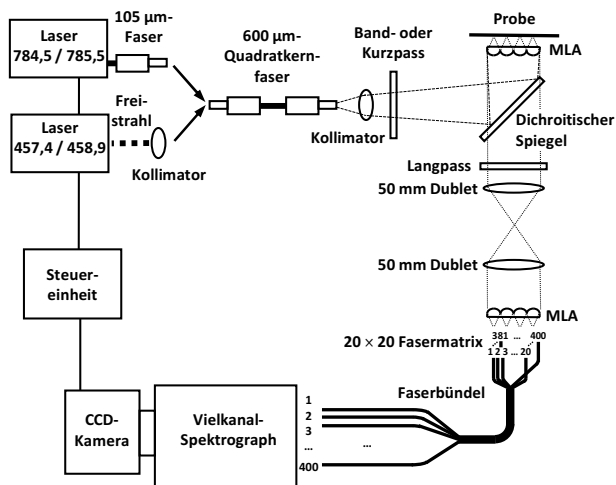 105 µm-
Faser
Laser
784,5 / 785,5
600 µm-
Quadratkern-
faser
Band- oder
Kurzpass
Probe
MLA
Frei-
strahl
Laser
457,4 / 458,9
Kollimator
Kollimator
Dichroitischer
Spiegel
Langpass
50 mm Dublet
50 mm Dublet
Steuer-
einheit
MLA
20 × 20 Fasermatrix
381 ... 400
1 2 3 ... 20
Faserbündel
CCD-
Kamera
Vielkanal-
Spektrograph
1
2
3
... ...
400